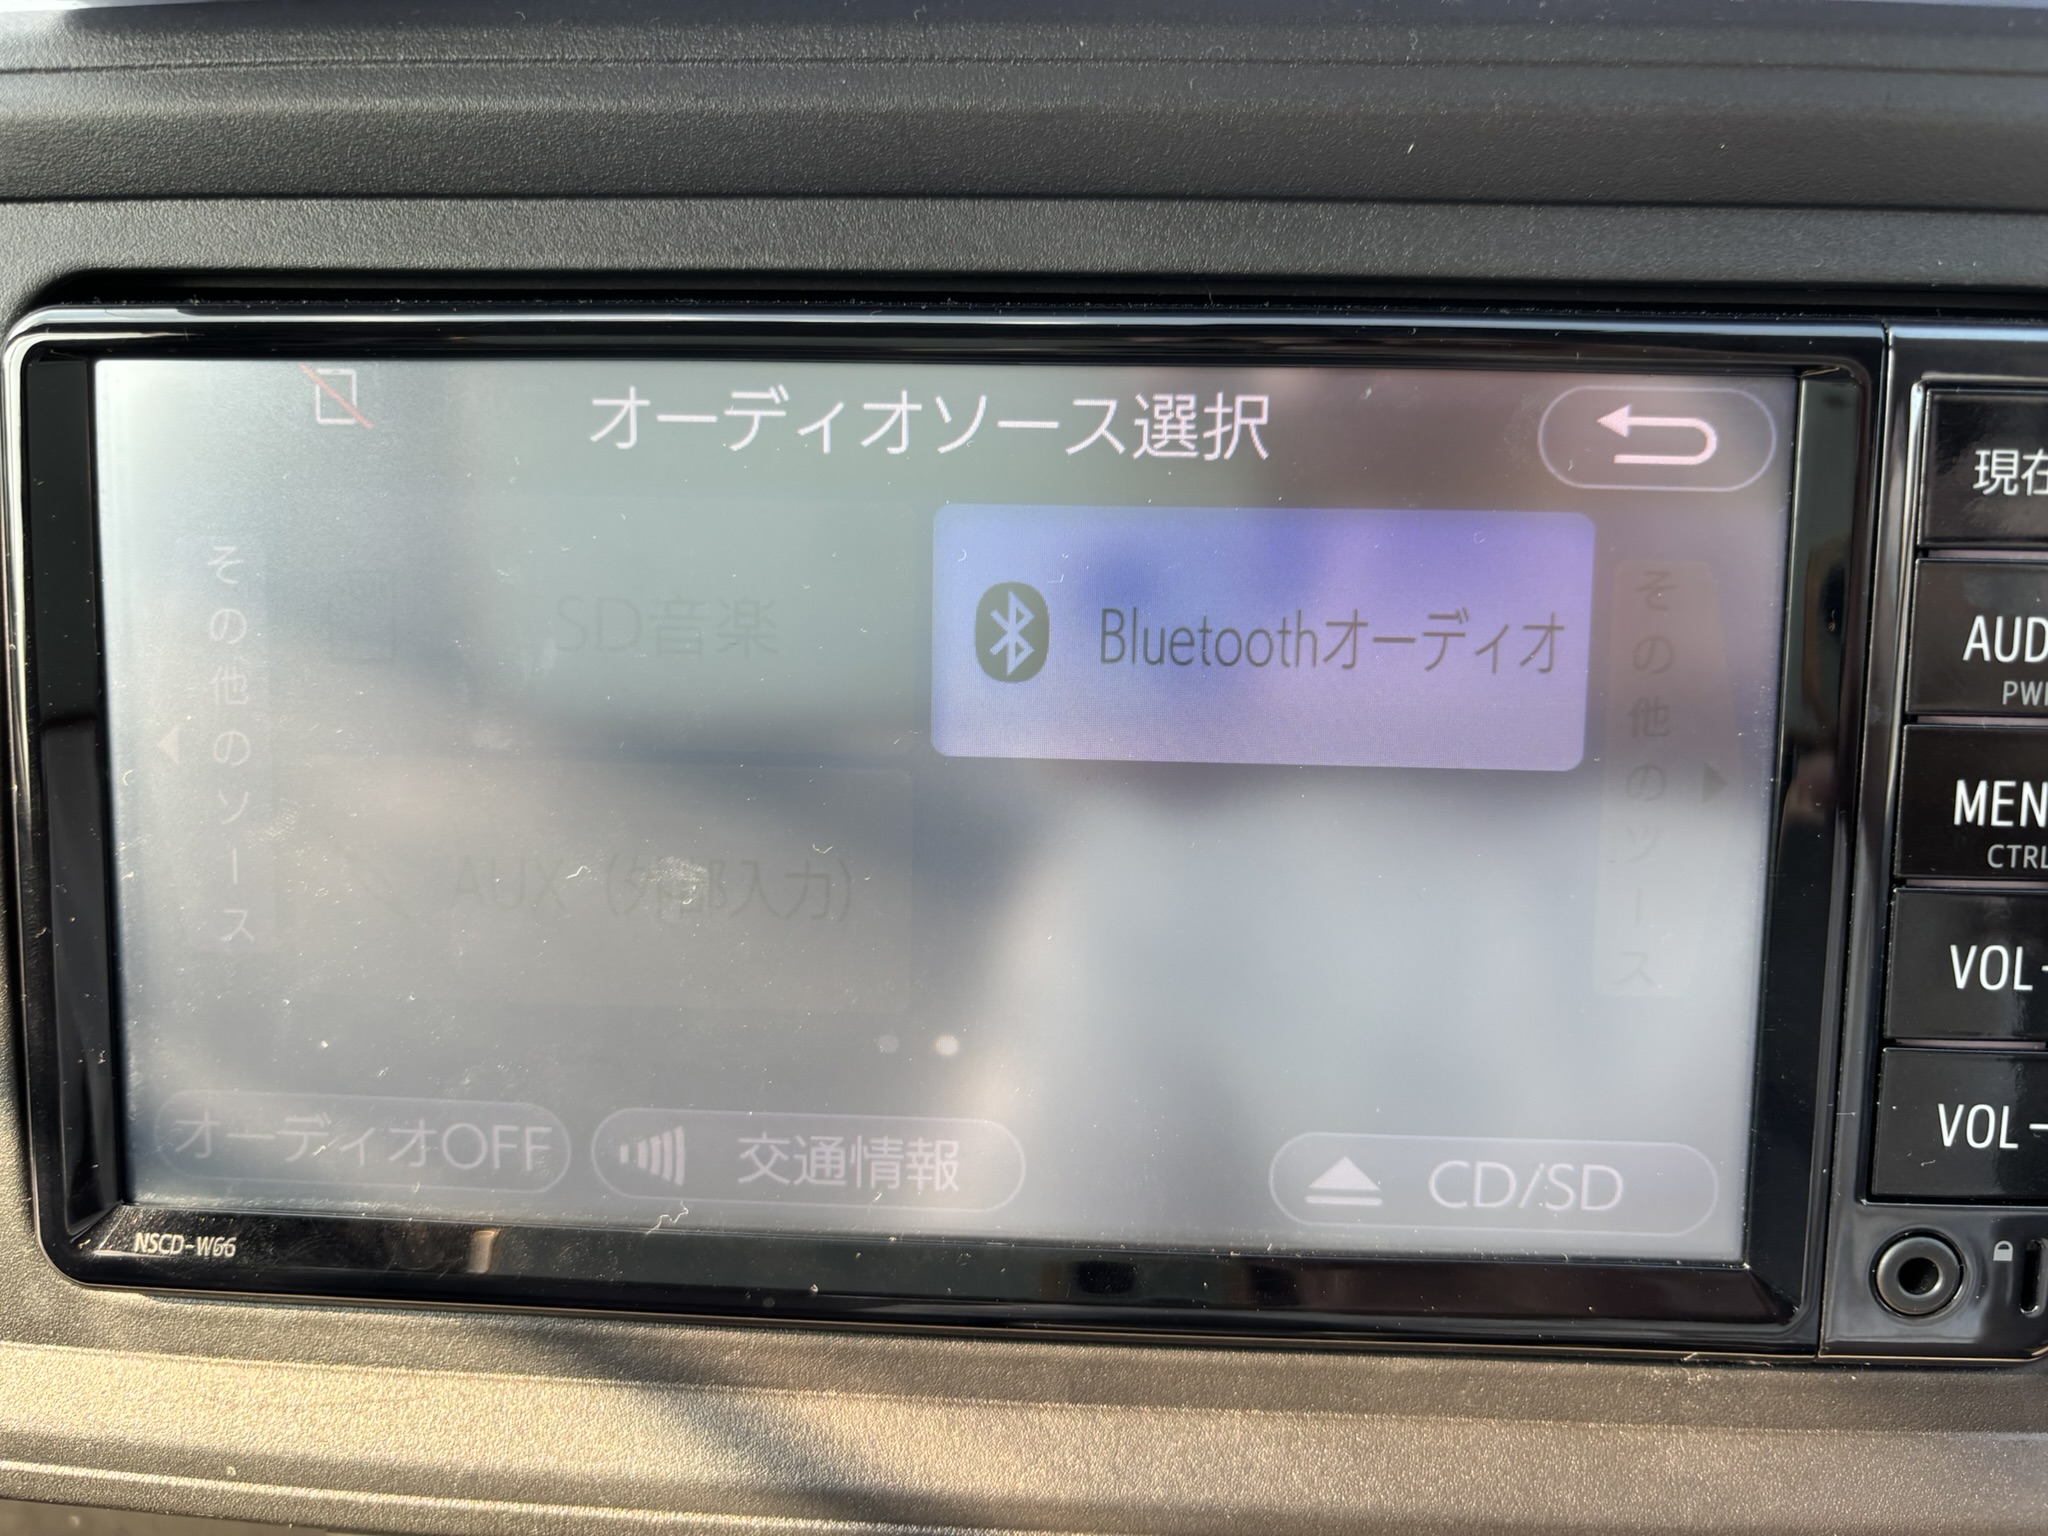 オーディオソース選択
その他のソース
SD音楽
Bluetoothオーディオ
その他のソース
AUX（外部入力）
オーディオOFF
交通情報
CD/SD
NSCD-W66
現在
AUD
PW
MEN
CTRL
VOL
VOL